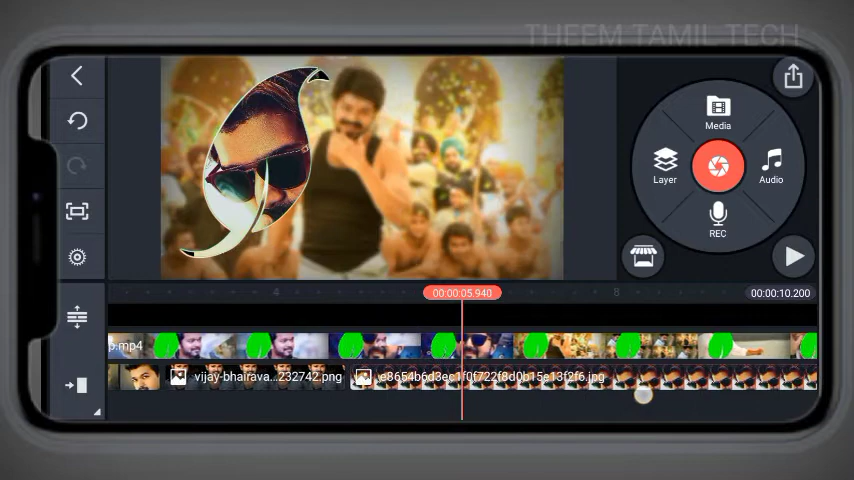 THEEM TAMIL TECH
Media
Layer
Audio
REC
4
00:00:05.940
8
00:00:10.200
p.mp4
vijay-bhairava...232742.png
e8654b6d3ec1f0f722f8d0b15e13f2f6.jpg